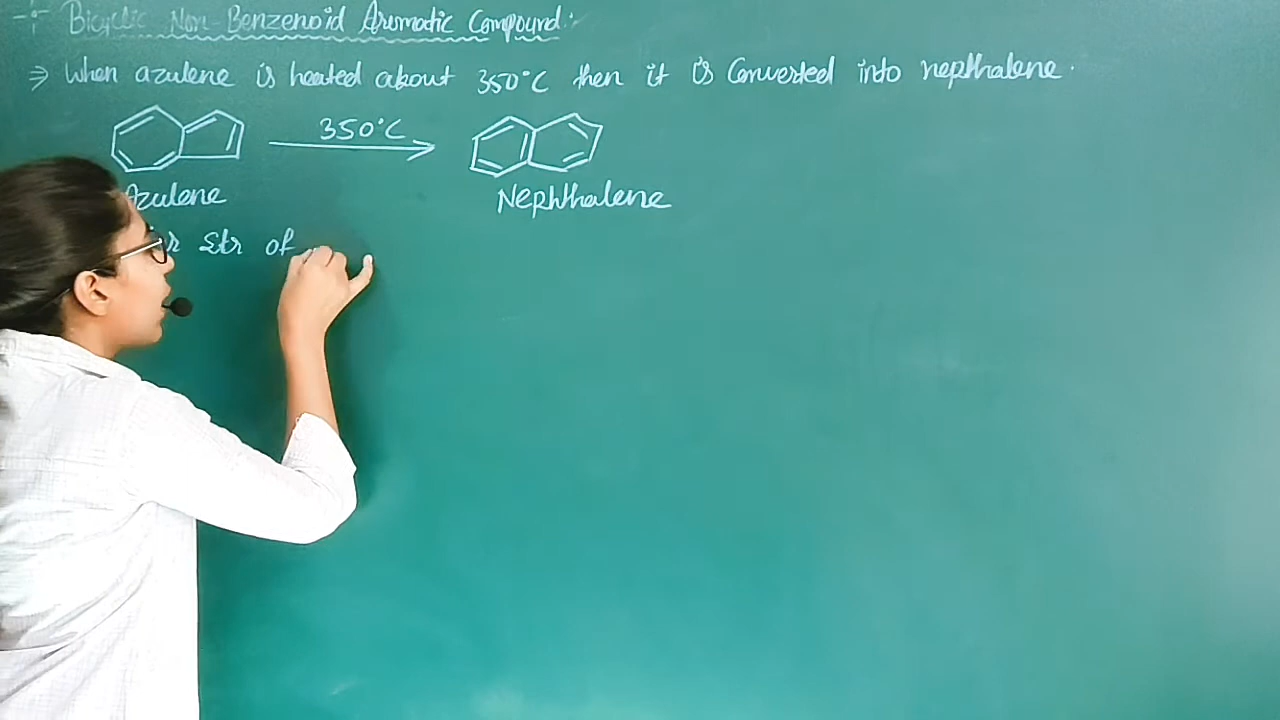 Bicyclic Non-Benzenoid Aromatic Compound:
⇒ When azulene is heated about 350°C then it is Converted into nepthalene.
350°C
Azulene Nephthalene
Str of